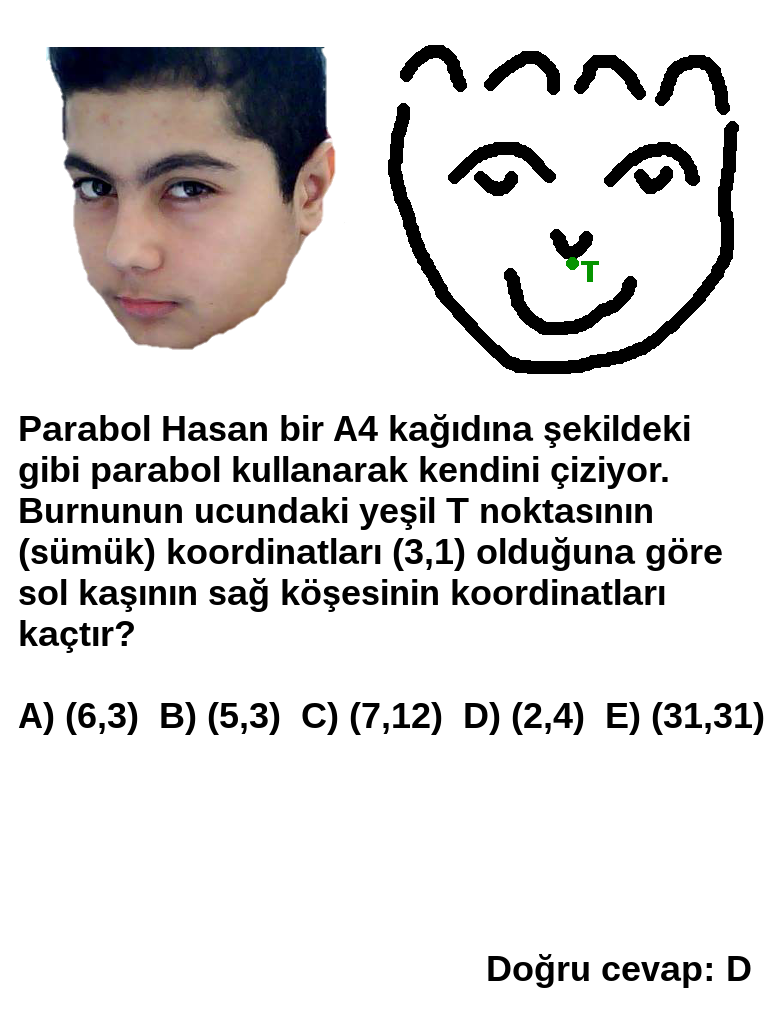 T
Parabol Hasan bir A4 kağıdına şekildeki
gibi parabol kullanarak kendini çiziyor.
Burnunun ucundaki yeşil T noktasının
(sümük) koordinatları (3,1) olduğuna göre
sol kaşının sağ köşesinin koordinatları
kaçtır?
A) (6,3) B) (5,3) C) (7,12) D) (2,4) E) (31,31)
Doğru cevap: D